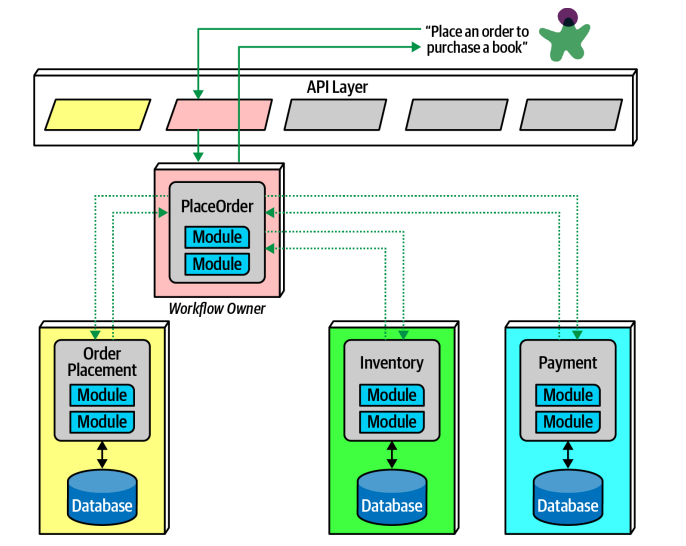 “Place an order to
purchase a book”
API Layer
PlaceOrder
Module
Module
Workflow Owner
Order
Placement
Module
Module
Database
Inventory
Module
Module
Database
Payment
Module
Module
Database